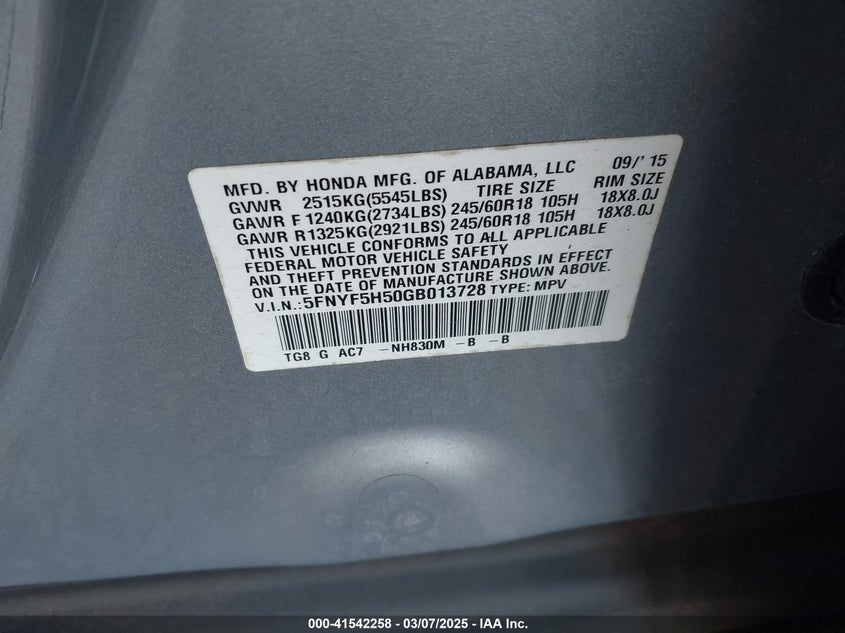 MFD. BY HONDA MFG. OF ALABAMA, LLC 09/'15
GVWR 2515KG(5545LBS) TIRE SIZE RIM SIZE
GAWR F 1240KG(2734LBS) 245/60R18 105H 18X8.0J
GAWR R 1325KG(2921LBS) 245/60R18 105H 18X8.0J
THIS VEHICLE CONFORMS TO ALL APPLICABLE
FEDERAL MOTOR VEHICLE SAFETY
AND THEFT PREVENTION STANDARDS IN EFFECT
ON THE DATE OF MANUFACTURE SHOWN ABOVE.
V.I.N.:5FNYF5H50GB013728 TYPE: MPV
TG8 G AC7 -NH830M -B -B
000-41542258 - 03/07/2025 - IAA Inc.